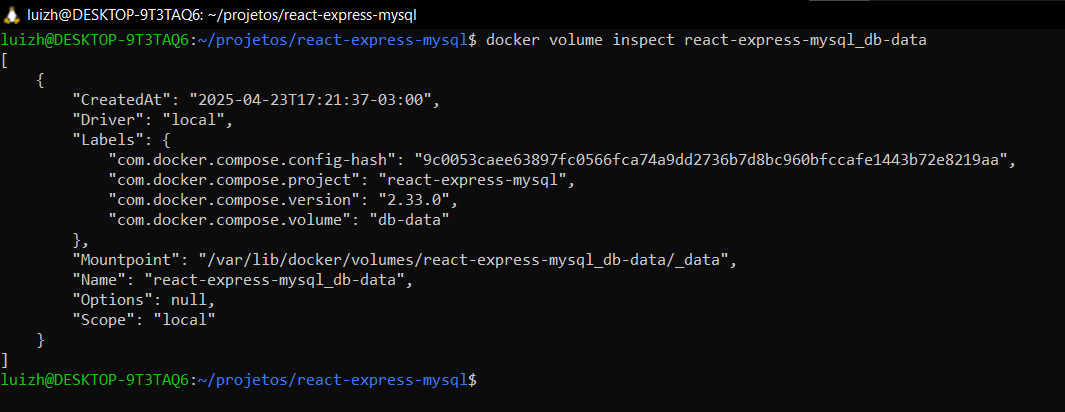 luizh@DESKTOP-9T3TAQ6: ~/projetos/react-express-mysql
luizh@DESKTOP-9T3TAQ6:~/projetos/react-express-mysql$ docker volume inspect react-express-mysql_db-data
[
    {
        "CreatedAt": "2025-04-23T17:21:37-03:00",
        "Driver": "local",
        "Labels": {
            "com.docker.compose.config-hash": "9c0053caee63897fc0566fca74a9dd2736b7d8bc960bfccafe1443b72e8219aa",
            "com.docker.compose.project": "react-express-mysql",
            "com.docker.compose.version": "2.33.0",
            "com.docker.compose.volume": "db-data"
        },
        "Mountpoint": "/var/lib/docker/volumes/react-express-mysql_db-data/_data",
        "Name": "react-express-mysql_db-data",
        "Options": null,
        "Scope": "local"
    }
]
luizh@DESKTOP-9T3TAQ6:~/projetos/react-express-mysql$